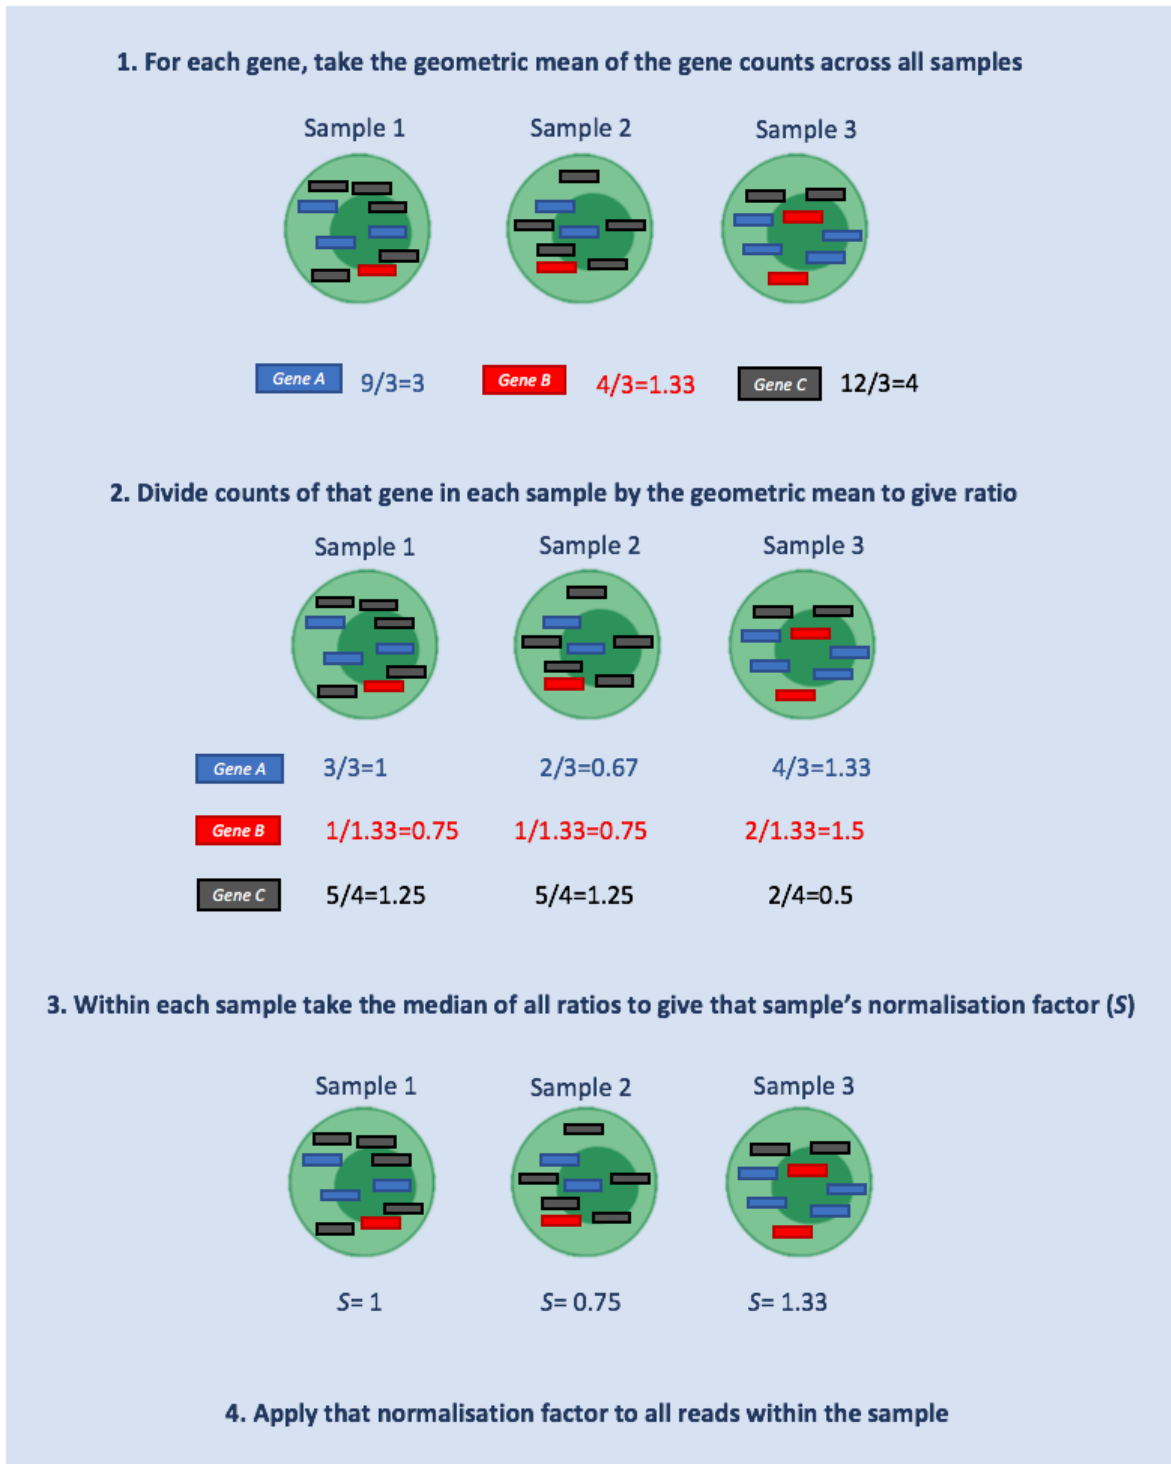 1. For each gene, take the geometric mean of the gene counts across all samples
Sample 1 Sample 2 Sample 3
Gene A 9/3=3 Gene B 4/3=1.33 Gene C 12/3=4
2. Divide counts of that gene in each sample by the geometric mean to give ratio
Sample 1 Sample 2 Sample 3
Gene A 3/3=1 2/3=0.67 4/3=1.33
Gene B 1/1.33=0.75 1/1.33=0.75 2/1.33=1.5
Gene C 5/4=1.25 5/4=1.25 2/4=0.5
3. Within each sample take the median of all ratios to give that sample’s normalisation factor (S)
Sample 1 Sample 2 Sample 3
S= 1 S= 0.75 S= 1.33
4. Apply that normalisation factor to all reads within the sample